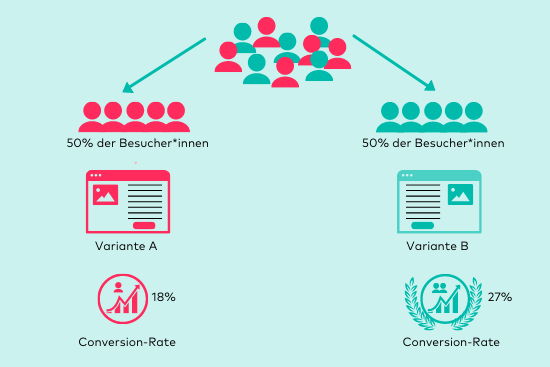 50% der Besucher*innen
50% der Besucher*innen
Variante A
Variante B
18%
27%
Conversion-Rate
Conversion-Rate